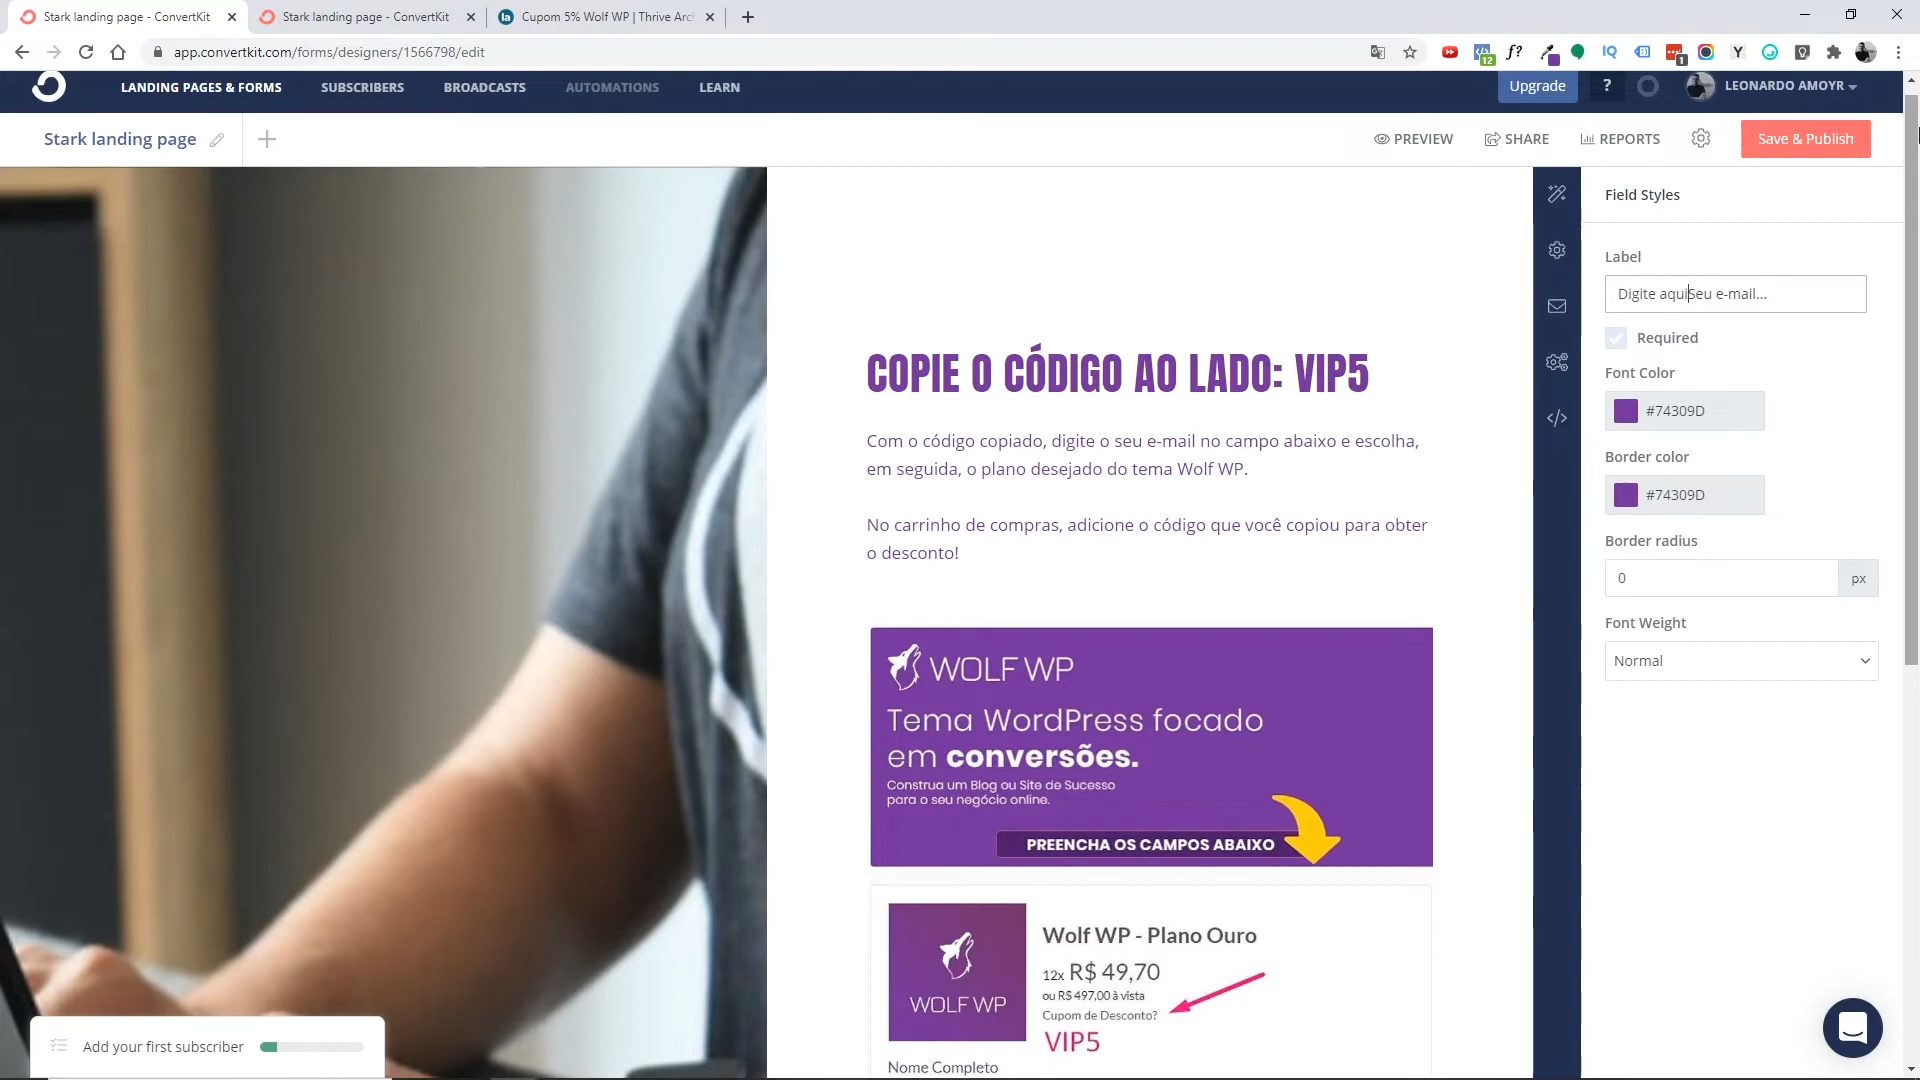 Stark landing page - ConvertKit
Stark landing page - ConvertKit
Cupom 5% Wolf WP | Thrive Arc
app.convertkit.com/forms/designers/1566798/edit
LANDING PAGES & FORMS
SUBSCRIBERS
BROADCASTS
AUTOMATIONS
LEARN
Upgrade
?
LEONARDO AMOYR
Stark landing page
PREVIEW
SHARE
REPORTS
Save & Publish
COPIE O CÓDIGO AO LADO: VIP5
Com o código copiado, digite o seu e-mail no campo abaixo e escolha,
em seguida, o plano desejado do tema Wolf WP.
No carrinho de compras, adicione o código que você copiou para obter
o desconto!
WOLF WP
Tema WordPress focado
em conversões.
Construa um Blog ou Site de Sucesso
para o seu negócio online.
PREENCHA OS CAMPOS ABAIXO
WOLF WP
Wolf WP - Plano Ouro
12x R$ 49,70
ou R$ 497,00 à vista
Cupom de Desconto?
VIP5
Nome Completo
Field Styles
Label
Digite aquiSeu e-mail...
Required
Font Color
#74309D
Border color
#74309D
Border radius
0
px
Font Weight
Normal
Add your first subscriber